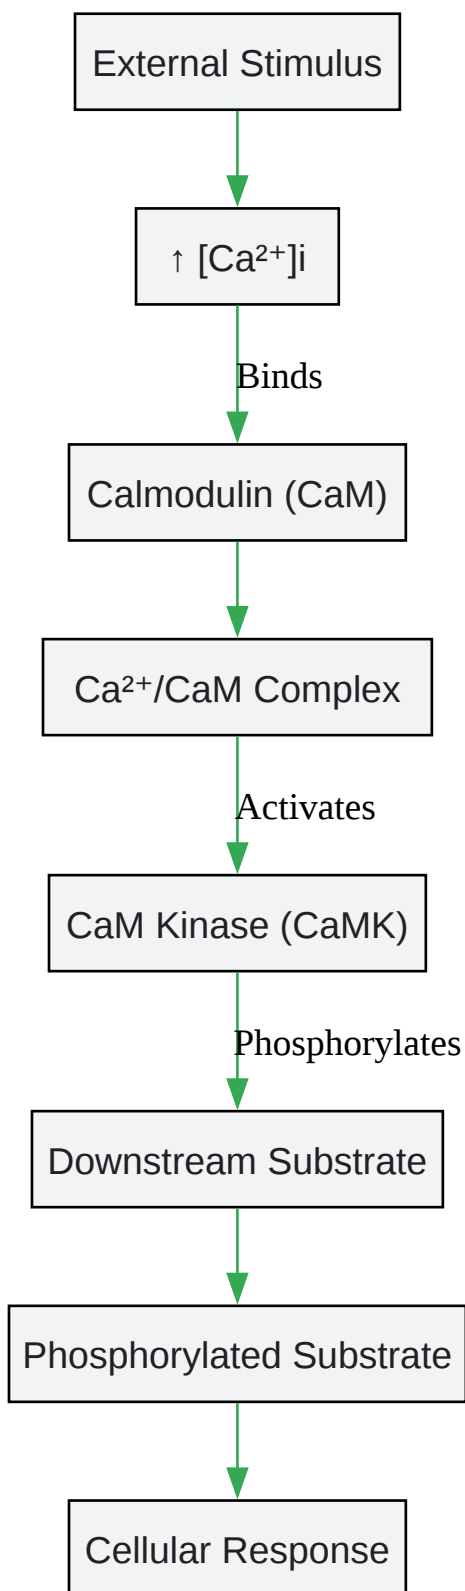 External Stimulus
↑ [Ca²⁺]i
Binds
Calmodulin (CaM)
Ca²⁺/CaM Complex
Activates
CaM Kinase (CaMK)
Phosphorylates
Downstream Substrate
Phosphorylated Substrate
Cellular Response